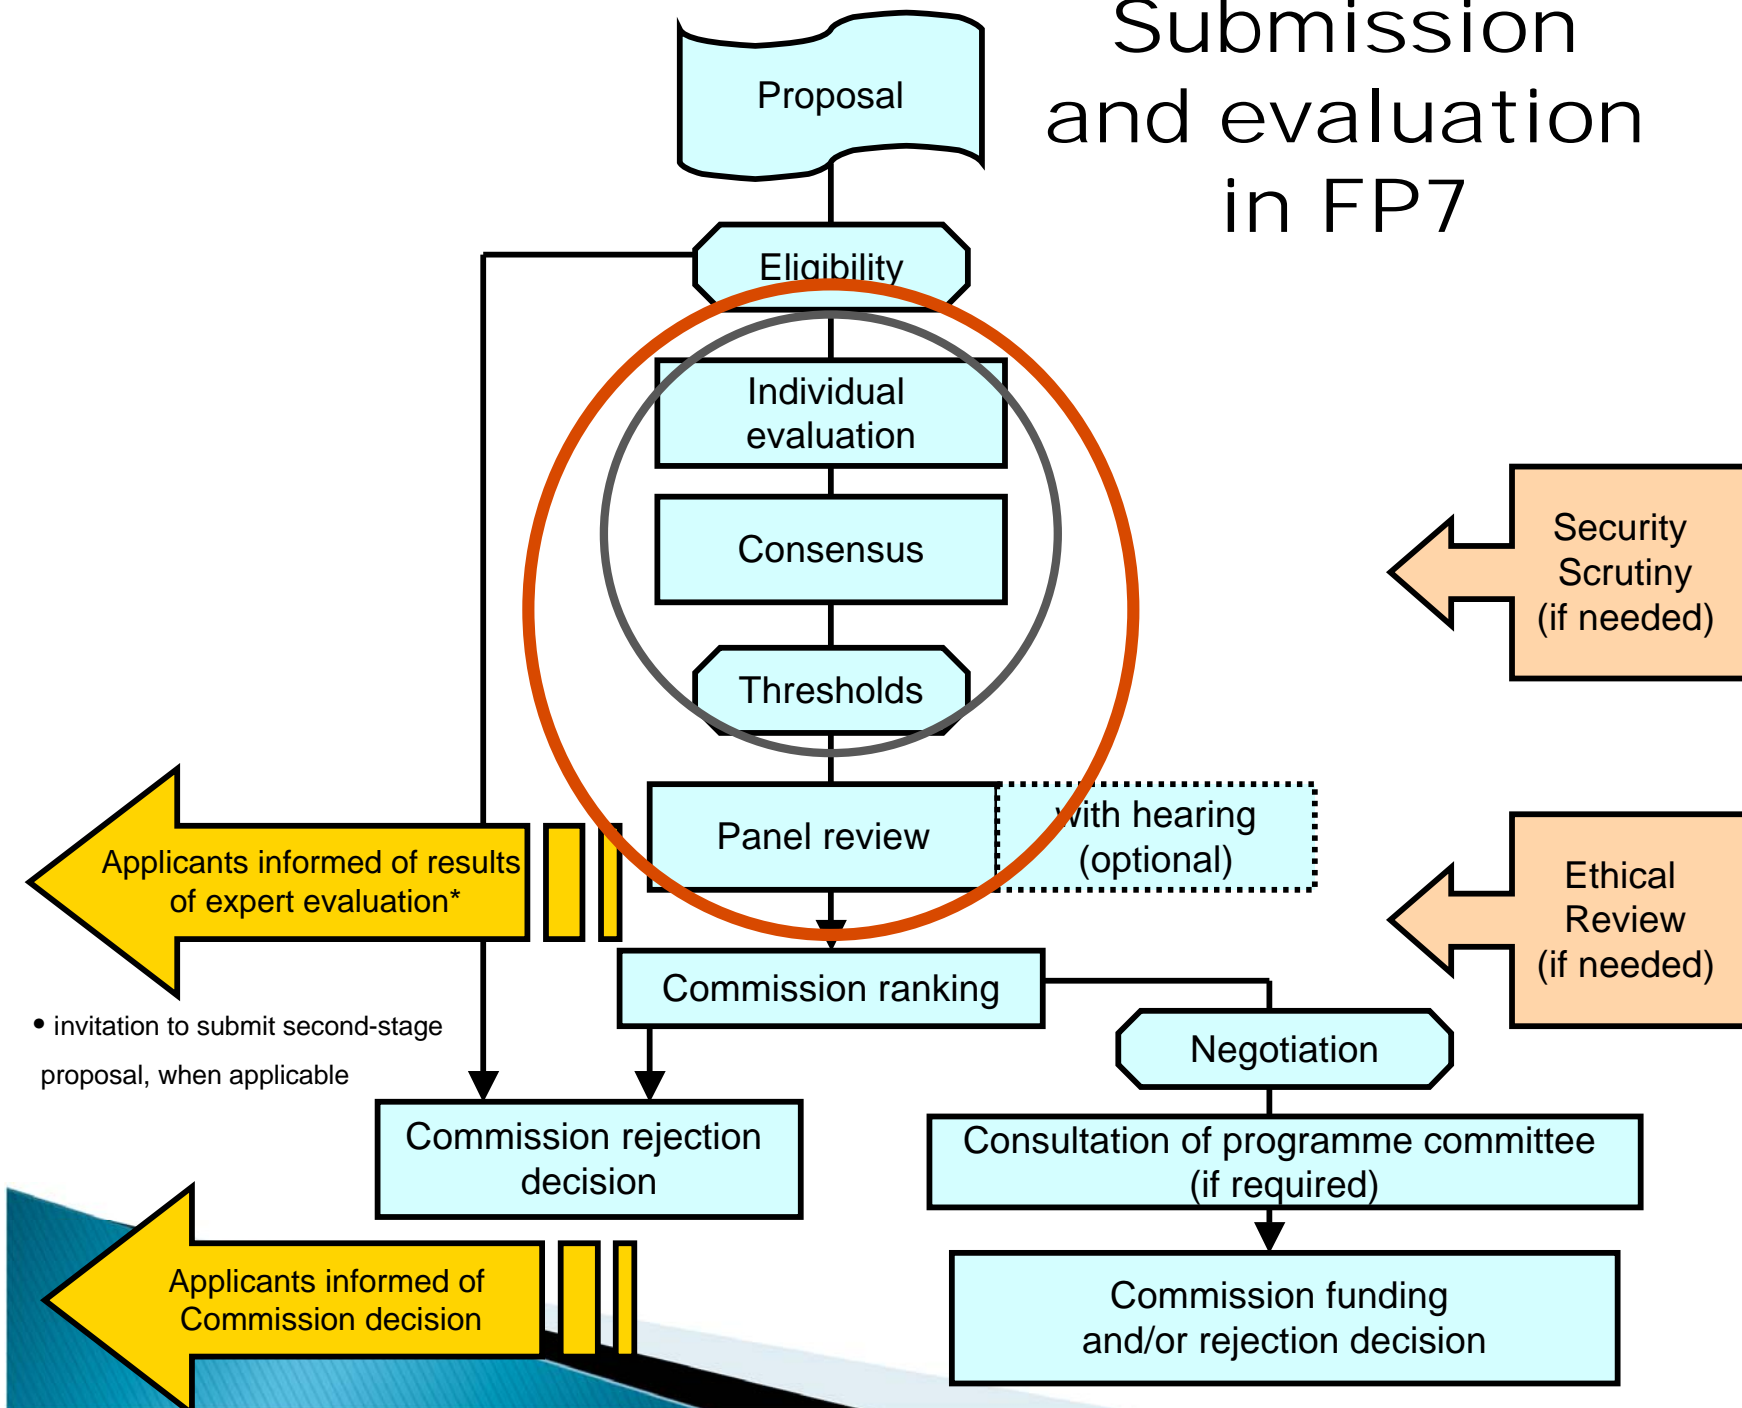 Submission
and evaluation
in FP7
Proposal
Eligibility
Individual
evaluation
Consensus
Thresholds
Panel review
with hearing
(optional)
Security
Scrutiny
(if needed)
Ethical
Review
(if needed)
Applicants informed of results
of expert evaluation*
• invitation to submit second-stage
proposal, when applicable
Commission ranking
Negotiation
Commission rejection
decision
Consultation of programme committee
(if required)
Applicants informed of
Commission decision
Commission funding
and/or rejection decision